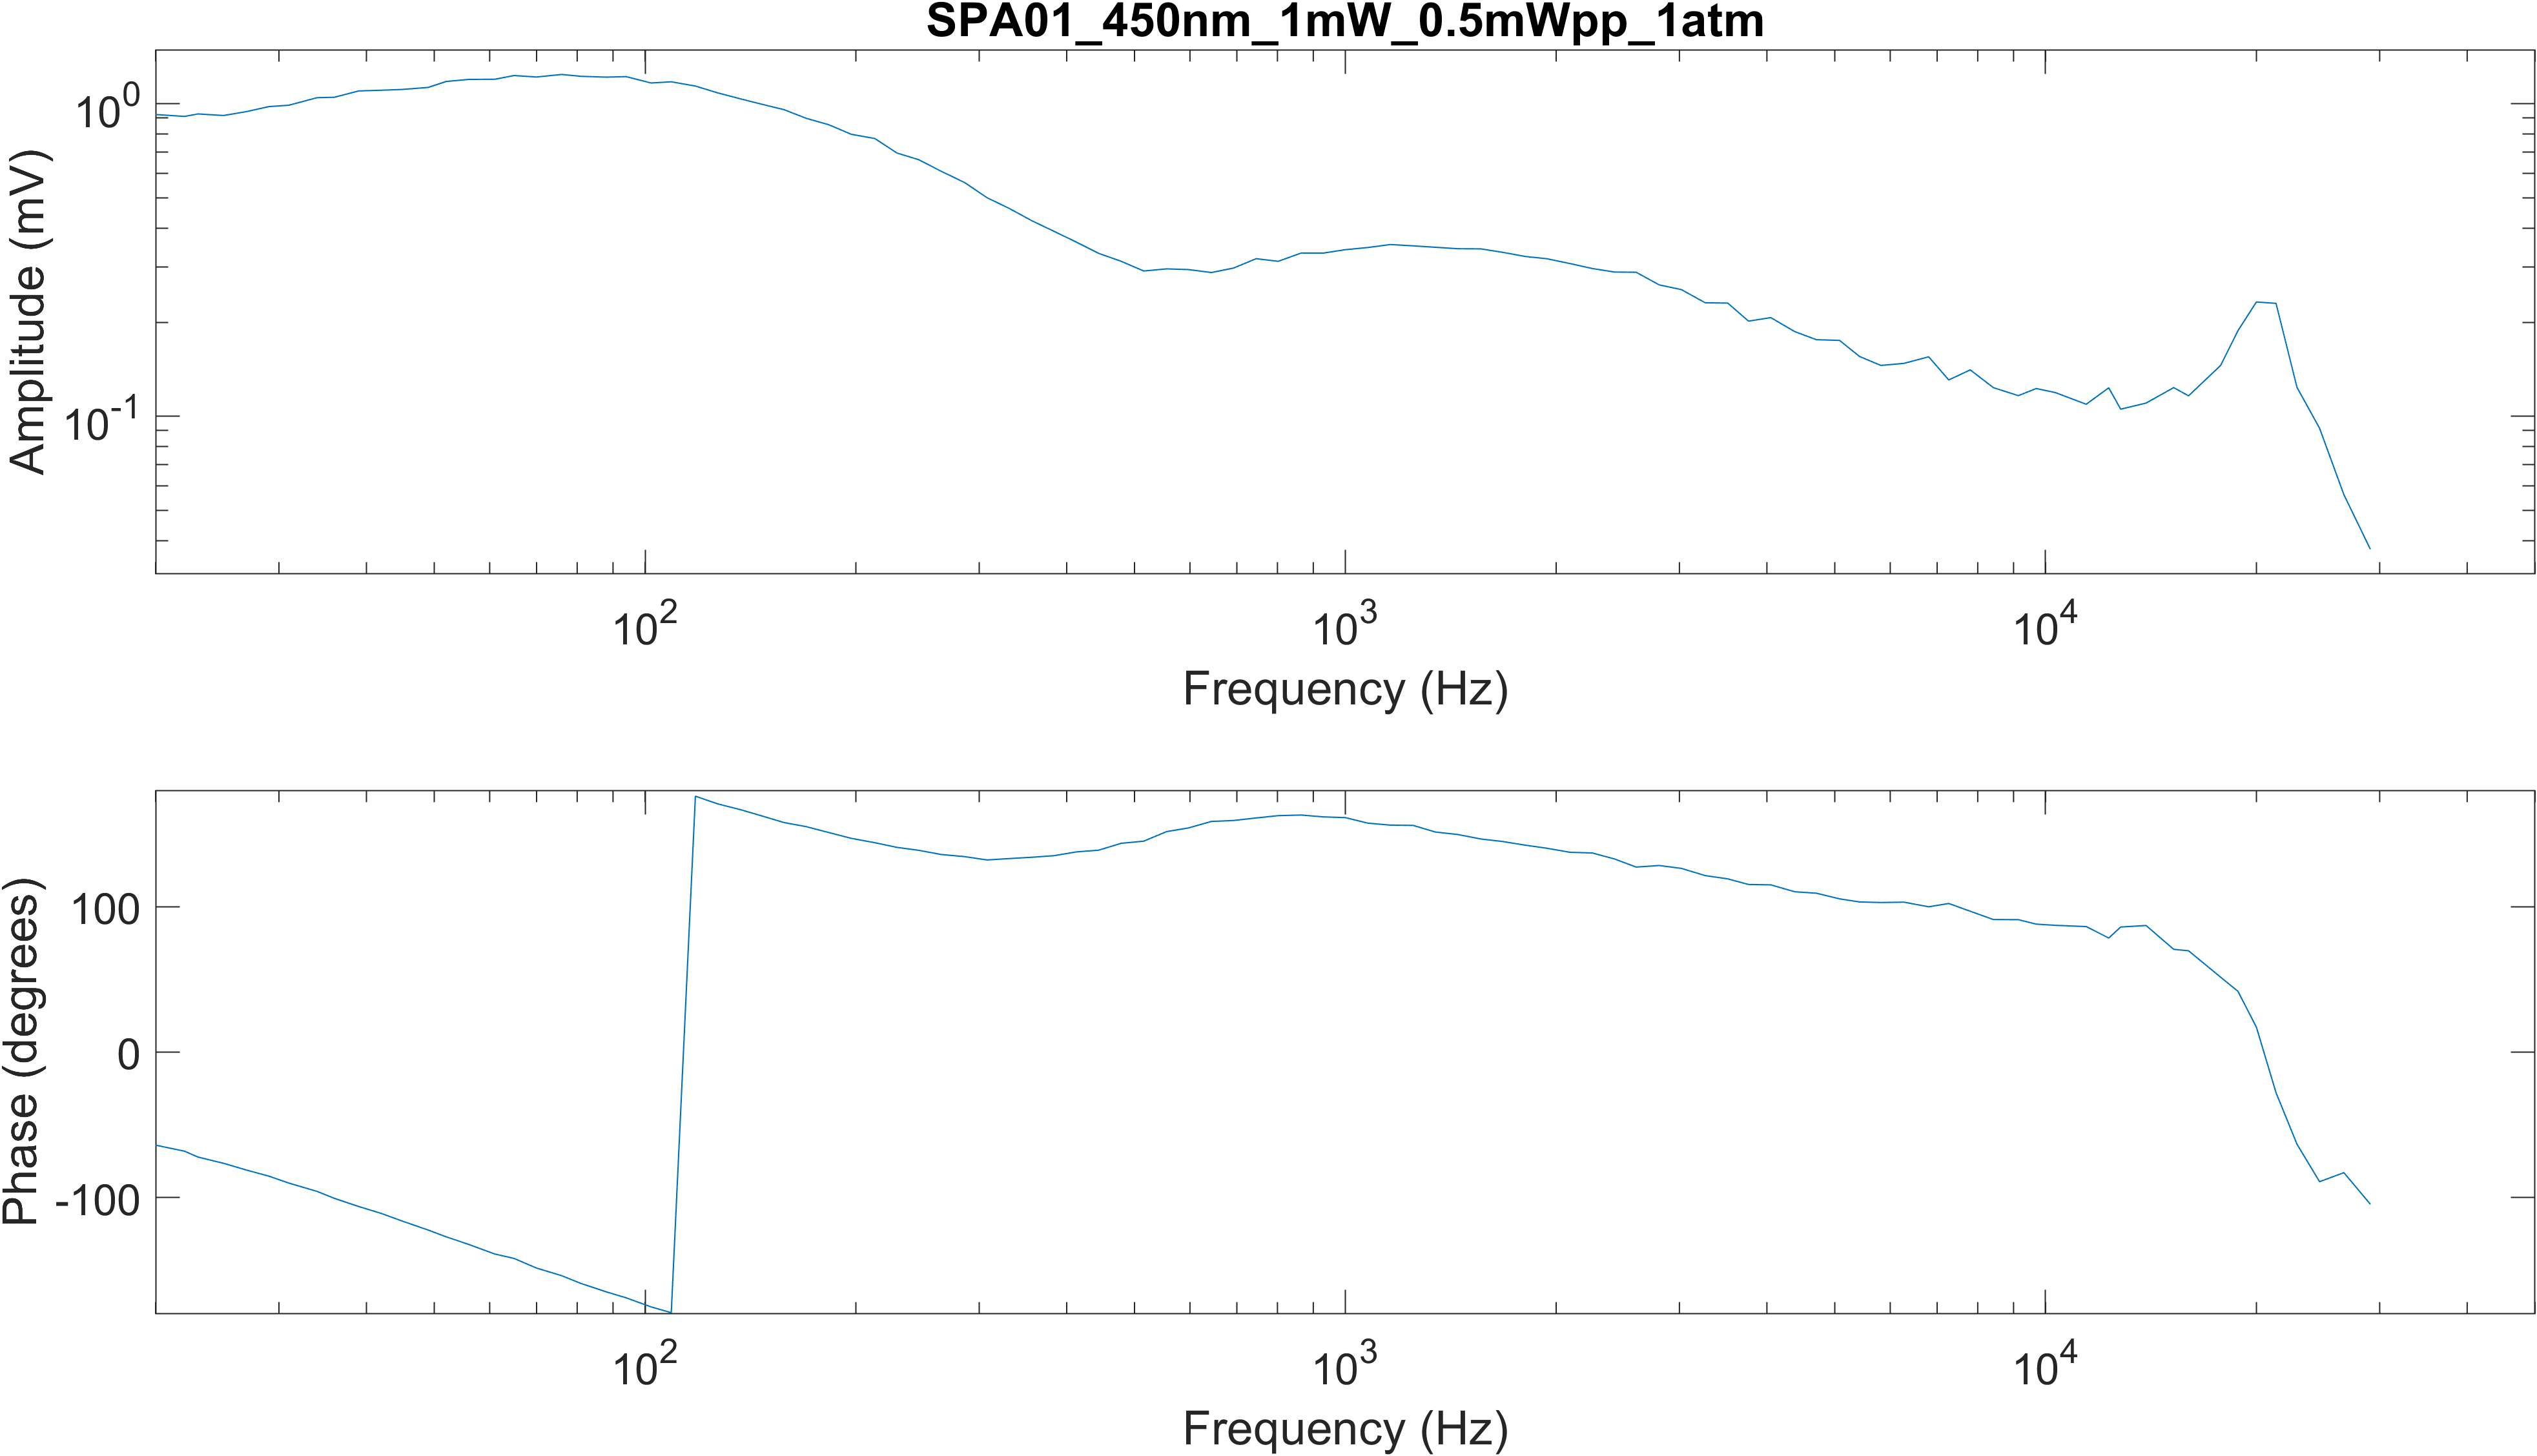 SPA01_450nm_1mW_0.5mWpp_1atm
Amplitude (mV)
10^0
10^-1
10^2
10^3
10^4
Frequency (Hz)
Phase (degrees)
100
0
-100
10^2
10^3
10^4
Frequency (Hz)